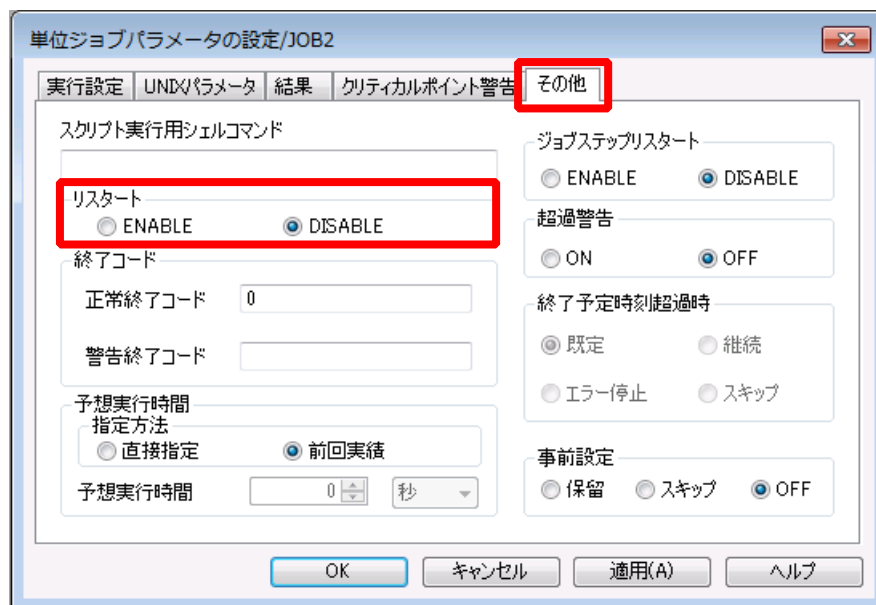 単位ジョブパラメータの設定/JOB2
実行設定 UNIXパラメータ 結果 クリティカルポイント警告 その他
スクリプト実行用シェルコマンド
リスタート
ENABLE DISABLE
終了コード
正常終了コード 0
警告終了コード
予想実行時間
指定方法
直接指定 前回実績
予想実行時間 0 秒
ジョブステップリスタート
ENABLE DISABLE
超過警告
ON OFF
終了予定時刻超過時
既定 継続
エラー停止 スキップ
事前設定
保留 スキップ OFF
OK キャンセル 適用(A) ヘルプ